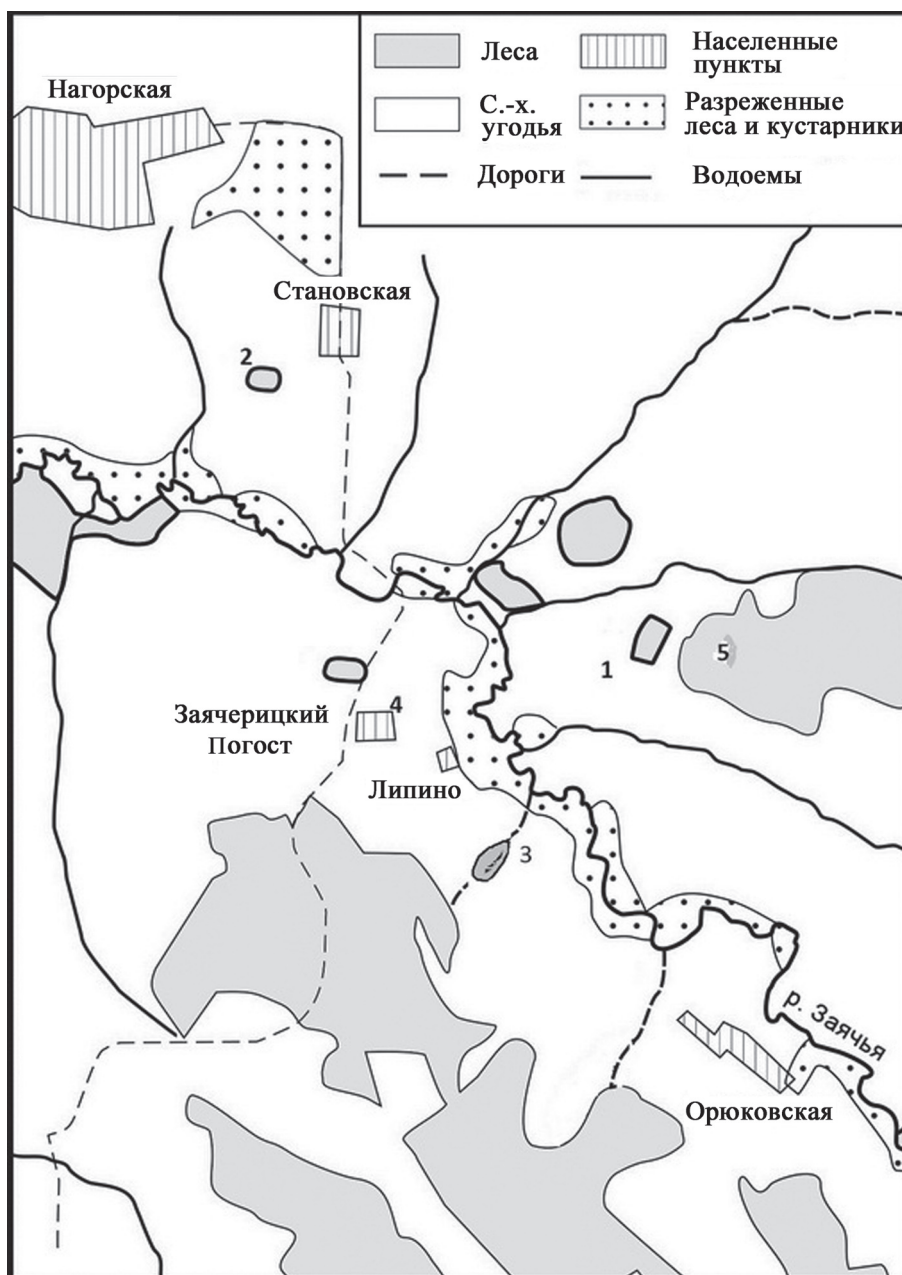 Нагорская
Леса
Населенные
пункты
С.-х.
угодья
Разреженные
леса и кустарники
Дороги
Водоемы
Становская
2
1
5
Заячерицкий
Погост
4
Липино
3
р. Заячья
Орюковская